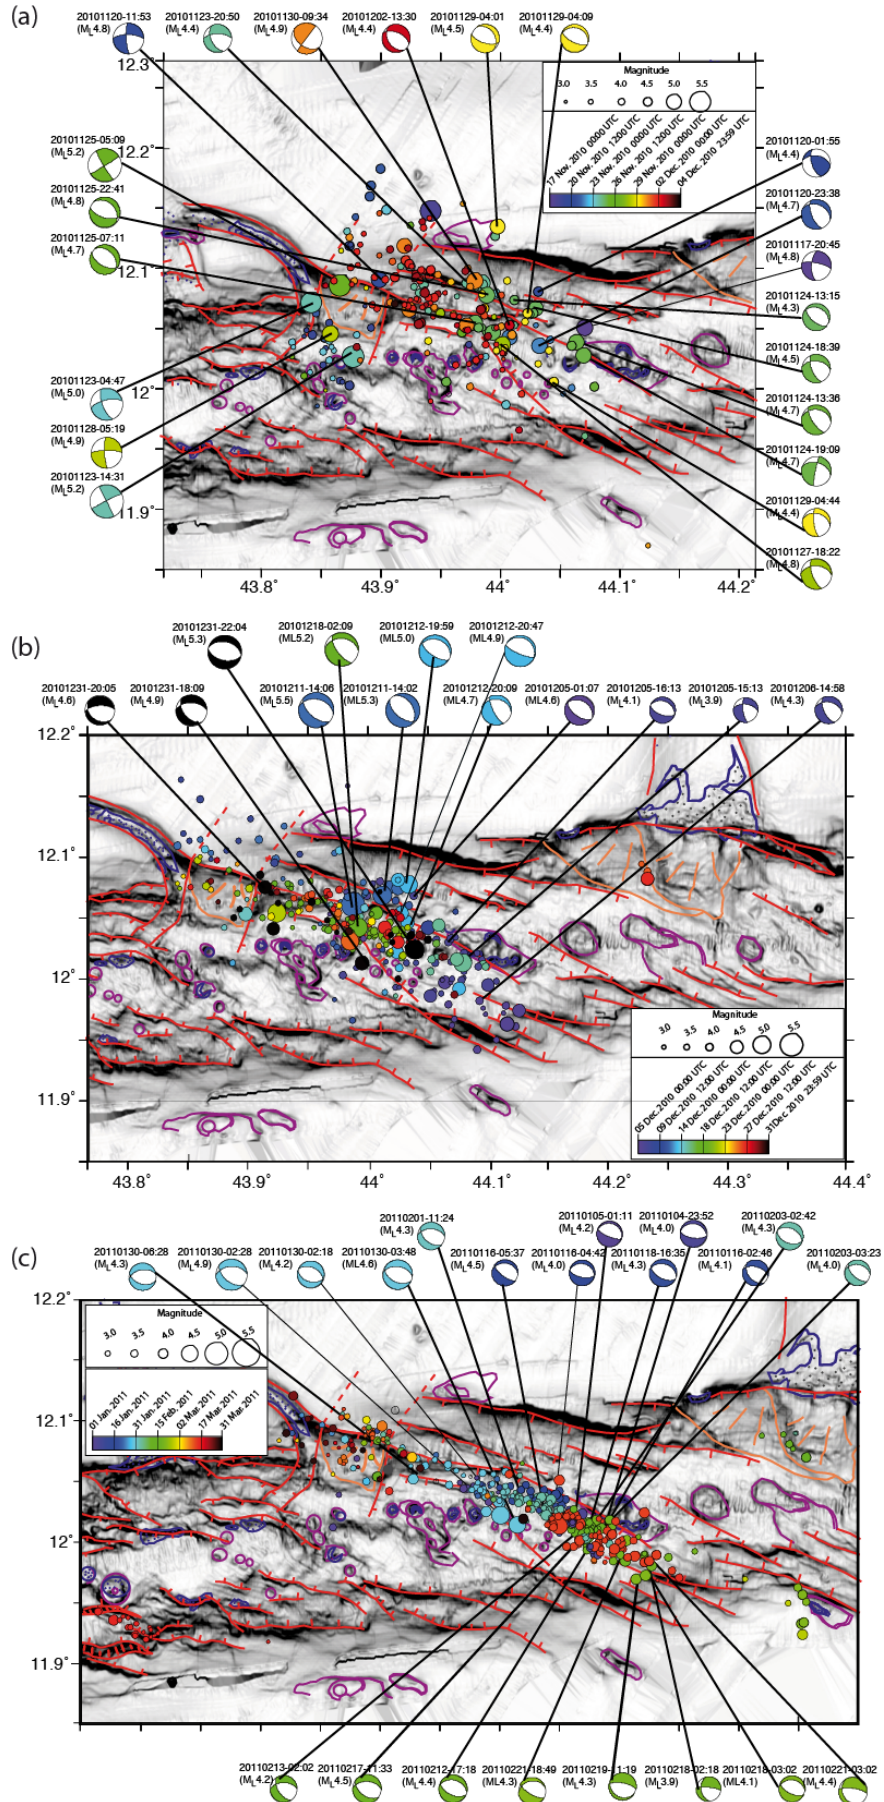 (a)
20101120-11:53
(ML4.8)
20101123-20:50
(ML4.4)
20101130-09:34
(ML4.9)
20101202-13:30
(ML4.4)
20101129-04:01
(ML4.5)
20101129-04:09
(ML4.4)
12.3°
12.2°
12.1°
12°
11.9°
Magnitude
3.0 3.5 4.0 4.5 5.0 5.5
17 Nov. 2010 00:00 UTC
20 Nov. 2010 12:00 UTC
23 Nov. 2010 00:00 UTC
26 Nov. 2010 12:00 UTC
29 Nov. 2010 00:00 UTC
02 Dec. 2010 00:00 UTC
04 Dec. 2010 23:59 UTC
20101125-05:09
(ML5.2)
20101125-22:41
(ML4.8)
20101125-07:11
(ML4.7)
20101123-04:47
(ML5.0)
20101128-05:19
(ML4.9)
20101123-14:31
(ML5.2)
20101120-01:55
(ML4.4)
20101120-23:38
(ML4.7)
20101117-20:45
(ML4.8)
20101124-13:15
(ML4.3)
20101124-18:39
(ML4.5)
20101124-13:36
(ML4.7)
20101124-19:09
(ML4.7)
20101129-04:44
(ML4.4)
20101127-18:22
(ML4.8)
43.8° 43.9° 44° 44.1° 44.2°
(b)
20101231-22:04
(ML5.3)
20101218-02:09
(ML5.2)
20101212-19:59
(ML5.0)
20101212-20:47
(ML4.9)
20101231-20:05
(ML4.6)
20101231-18:09
(ML4.9)
20101211-14:06
(ML5.5)
20101211-14:02
(ML5.3)
20101212-20:09
(ML4.7)
20101205-01:07
(ML4.6)
20101205-16:13
(ML4.1)
20101205-15:13
(ML3.9)
20101206-14:58
(ML4.3)
12.2°
12.1°
12°
11.9°
Magnitude
3.0 3.5 4.0 4.5 5.0 5.5
05 Dec. 2010 00:00 UTC
09 Dec. 2010 12:00 UTC
14 Dec. 2010 00:00 UTC
18 Dec. 2010 12:00 UTC
23 Dec. 2010 00:00 UTC
27 Dec. 2010 12:00 UTC
31 Dec. 2010 23:59 UTC
43.8° 43.9° 44° 44.1° 44.2° 44.3° 44.4°
(c)
20110201-11:24
(ML4.3)
20110105-01:11
(ML4.2)
20110104-23:52
(ML4.0)
20110203-02:42
(ML4.3)
20110130-06:28
(ML4.3)
20110130-02:28
(ML4.9)
20110130-02:18
(ML4.2)
20110130-03:48
(ML4.6)
20110116-05:37
(ML4.5)
20110116-04:42
(ML4.0)
20110118-16:35
(ML4.3)
20110116-02:46
(ML4.1)
20110203-03:23
(ML4.0)
12.2°
12.1°
12°
11.9°
Magnitude
3.0 3.5 4.0 4.5 5.0 5.5
01 Jan. 2011
16 Jan. 2011
31 Jan. 2011
15 Feb. 2011
02 Mar. 2011
17 Mar. 2011
31 Mar. 2011
20110213-02:02
(ML4.2)
20110217-11:33
(ML4.5)
20110212-17:18
(ML4.4)
20110221-18:49
(ML4.3)
20110219-11:19
(ML4.3)
20110218-02:18
(ML3.9)
20110218-03:02
(ML4.1)
20110221-03:02
(ML4.4)